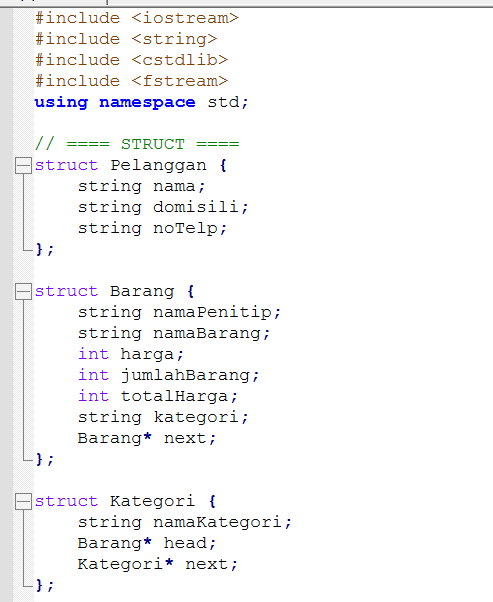 #include <iostream>
#include <string>
#include <cstdlib>
#include <fstream>
using namespace std;
// ==== STRUCT ====
struct Pelanggan {
string nama;
string domisili;
string noTelp;
};
struct Barang {
string namaPenitip;
string namaBarang;
int harga;
int jumlahBarang;
int totalHarga;
string kategori;
Barang* next;
};
struct Kategori {
string namaKategori;
Barang* head;
Kategori* next;
};